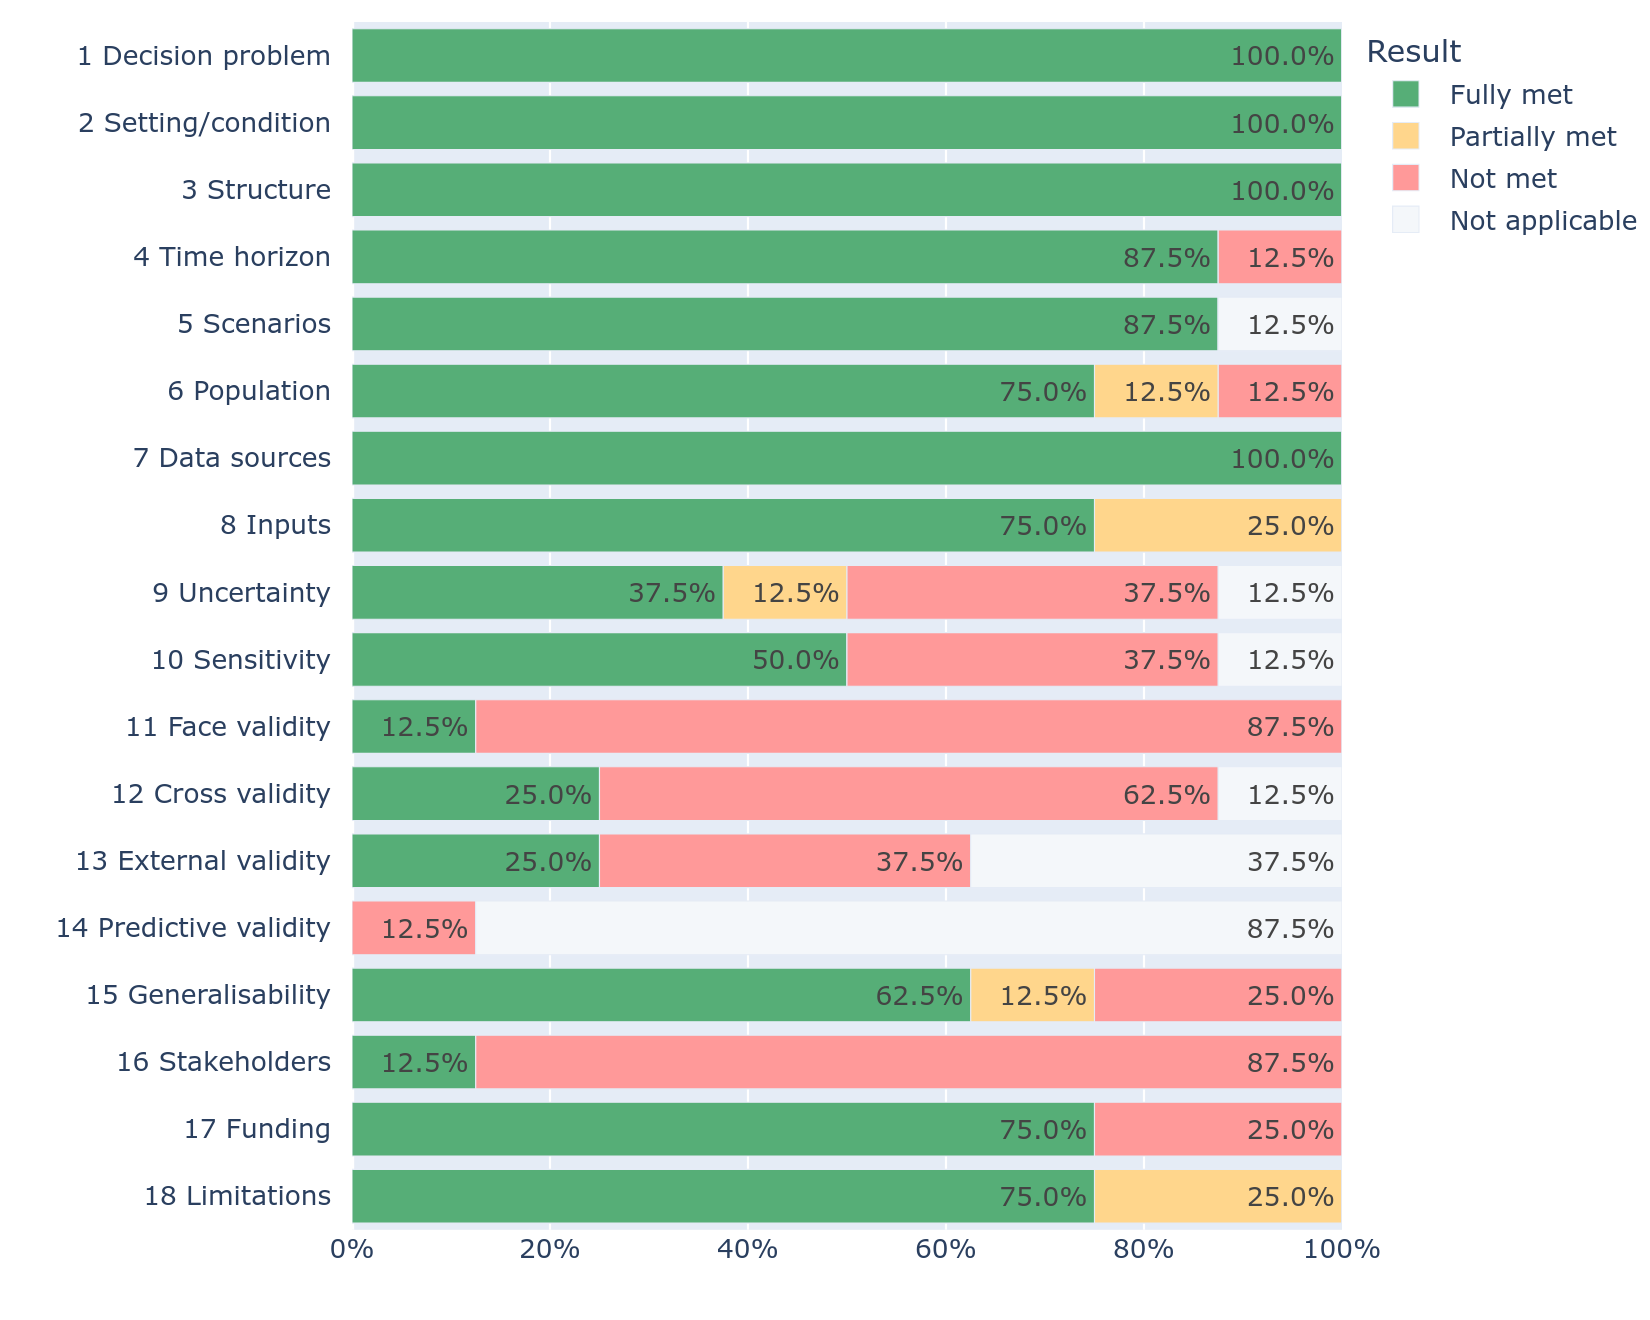 1 Decision problem 100.0%
2 Setting/condition 100.0%
3 Structure 100.0%
4 Time horizon 87.5% 12.5%
5 Scenarios 87.5% 12.5%
6 Population 75.0% 12.5% 12.5%
7 Data sources 100.0%
8 Inputs 75.0% 25.0%
9 Uncertainty 37.5% 12.5% 37.5% 12.5%
10 Sensitivity 50.0% 37.5% 12.5%
11 Face validity 12.5% 87.5%
12 Cross validity 25.0% 62.5% 12.5%
13 External validity 25.0% 37.5% 37.5%
14 Predictive validity 12.5% 87.5%
15 Generalisability 62.5% 12.5% 25.0%
16 Stakeholders 12.5% 87.5%
17 Funding 75.0% 25.0%
18 Limitations 75.0% 25.0%
0% 20% 40% 60% 80% 100%
Result
Fully met
Partially met
Not met
Not applicable